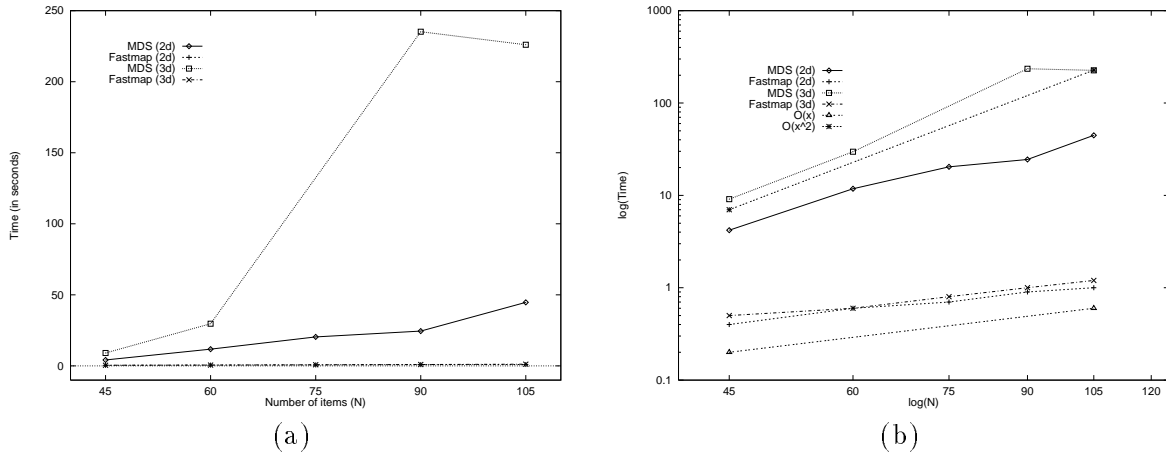 250
200
150
100
50
0
Time (in seconds)
MDS (2d)
Fastmap (2d)
MDS (3d)
Fastmap (3d)
45 60 75 90 105
Number of items (N)
(a)
1000
100
10
1
0.1
log(Time)
MDS (2d)
Fastmap (2d)
MDS (3d)
Fastmap (3d)
O(x)
O(x^2)
45 60 75 90 105 120
log(N)
(b)